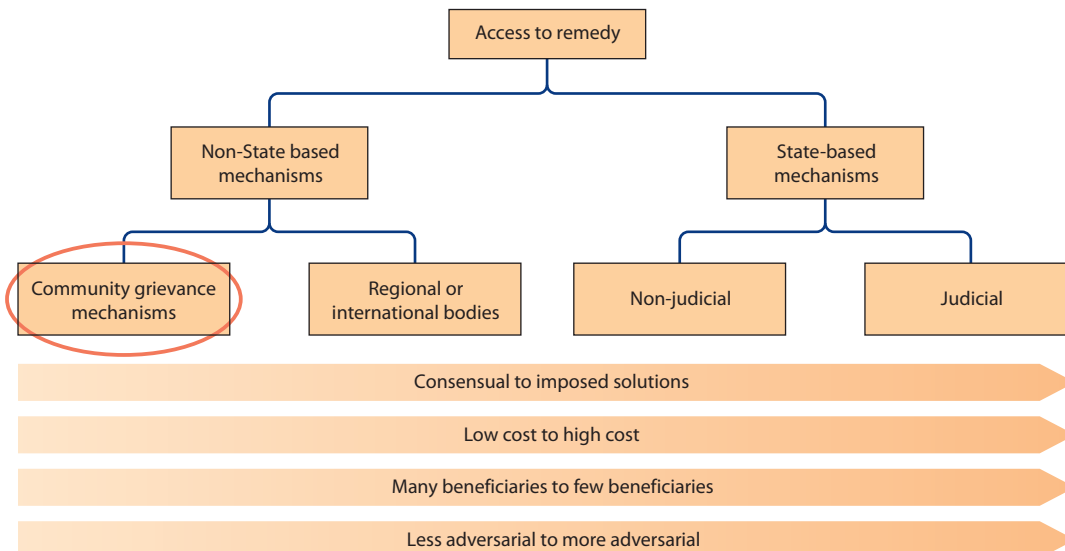 Access to remedy
Non-State based
mechanisms
State-based
mechanisms
Community grievance
mechanisms
Regional or
international bodies
Non-judicial
Judicial
Consensual to imposed solutions
Low cost to high cost
Many beneficiaries to few beneficiaries
Less adversarial to more adversarial